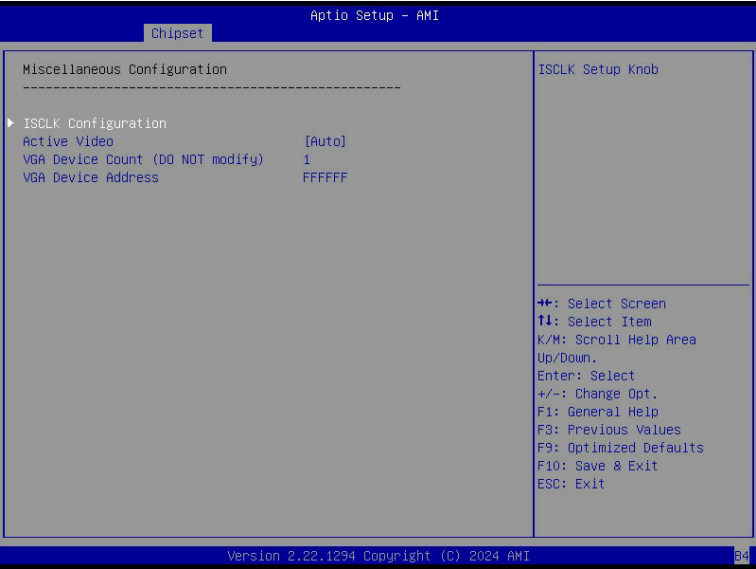 Aptio Setup – AMI
Chipset
Miscellaneous Configuration
--------------------------------------------------
ISCLK Configuration
Active Video [Auto]
VGA Device Count (DO NOT modify) 1
VGA Device Address FFFFFF
ISCLK Setup Knob
→←: Select Screen
↑↓: Select Item
K/M: Scroll Help Area
Up/Down.
Enter: Select
+/-: Change Opt.
F1: General Help
F3: Previous Values
F9: Optimized Defaults
F10: Save & Exit
ESC: Exit
Version 2.22.1294 Copyright (C) 2024 AMI
B4